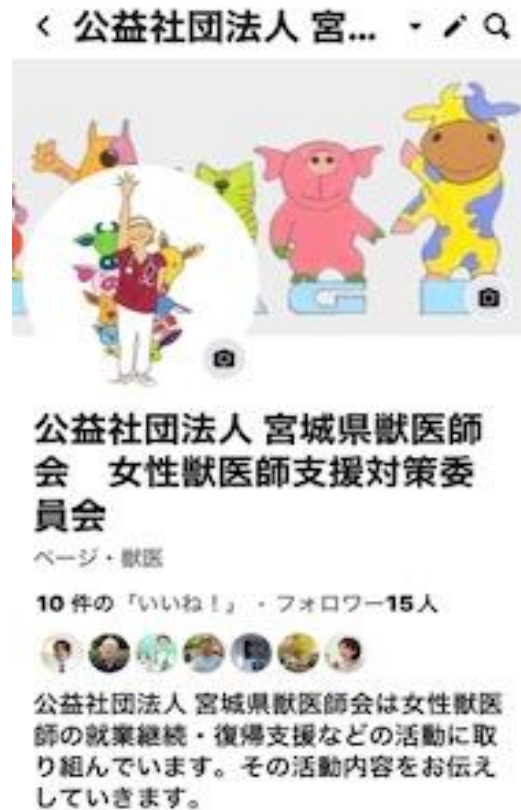 公益社団法人 宮...
公益社団法人 宮城県獣医師
会　女性獣医師支援対策委
員会
ページ・獣医
10 件の「いいね！」・フォロワー15人
公益社団法人 宮城県獣医師会は女性獣医
師の就業継続・復帰支援などの活動に取
り組んでいます。その活動内容をお伝え
していきます。